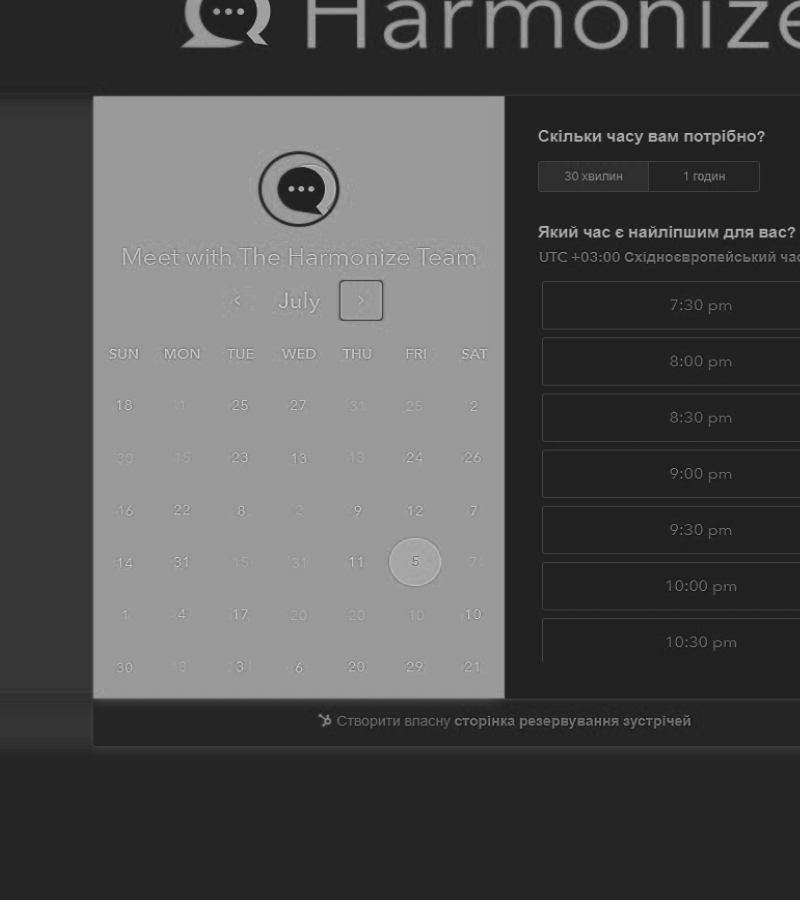 Harmonize
Meet with The Harmonize Team
July
SUN MON TUE WED THU FRI SAT
18 25 27 31 25 2
30 15 23 13 13 24 26
16 22 8 2 9 12 7
14 31 15 31 11 5 7
1 4 17 20 20 10 10
30 3 6 20 29 21
Скільки часу вам потрібно?
30 хвилин 1 годин
Який час є найліпшим для вас?
UTC +03:00 Східноєвропейський час
7:30 pm
8:00 pm
8:30 pm
9:00 pm
9:30 pm
10:00 pm
10:30 pm
Створити власну сторінка резервування зустрічей